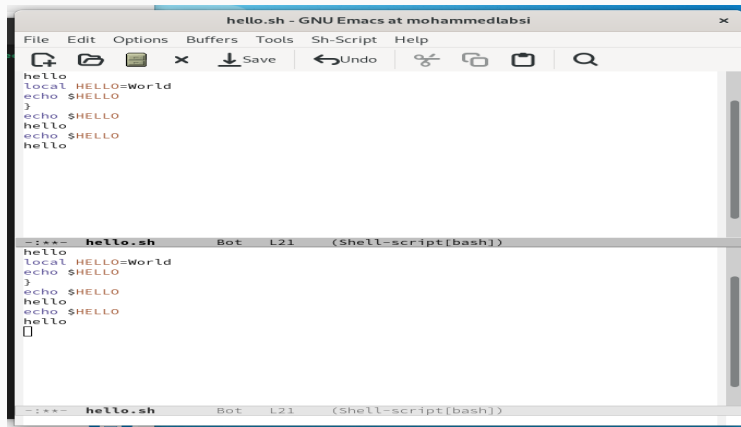 hello.sh - GNU Emacs at mohammedlabsi
File Edit Options Buffers Tools Sh-Script Help
Save Undo
hello
local HELLO=World
echo $HELLO
}
echo $HELLO
hello
echo $HELLO
hello
-:**- hello.sh Bot L21 (Shell-script[bash])
hello
local HELLO=World
echo $HELLO
}
echo $HELLO
hello
echo $HELLO
hello
-:**- hello.sh Bot L21 (Shell-script[bash])